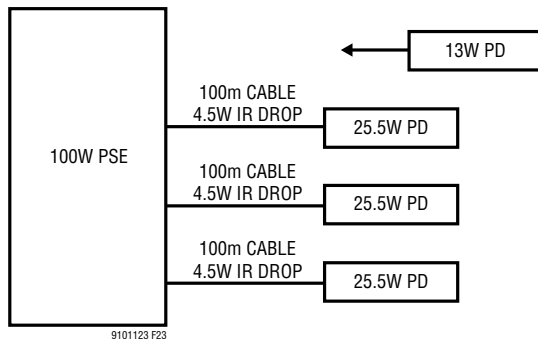 13W PD
100m CABLE
4.5W IR DROP
25.5W PD
100W PSE
100m CABLE
4.5W IR DROP
25.5W PD
100m CABLE
4.5W IR DROP
25.5W PD
9101123 F23